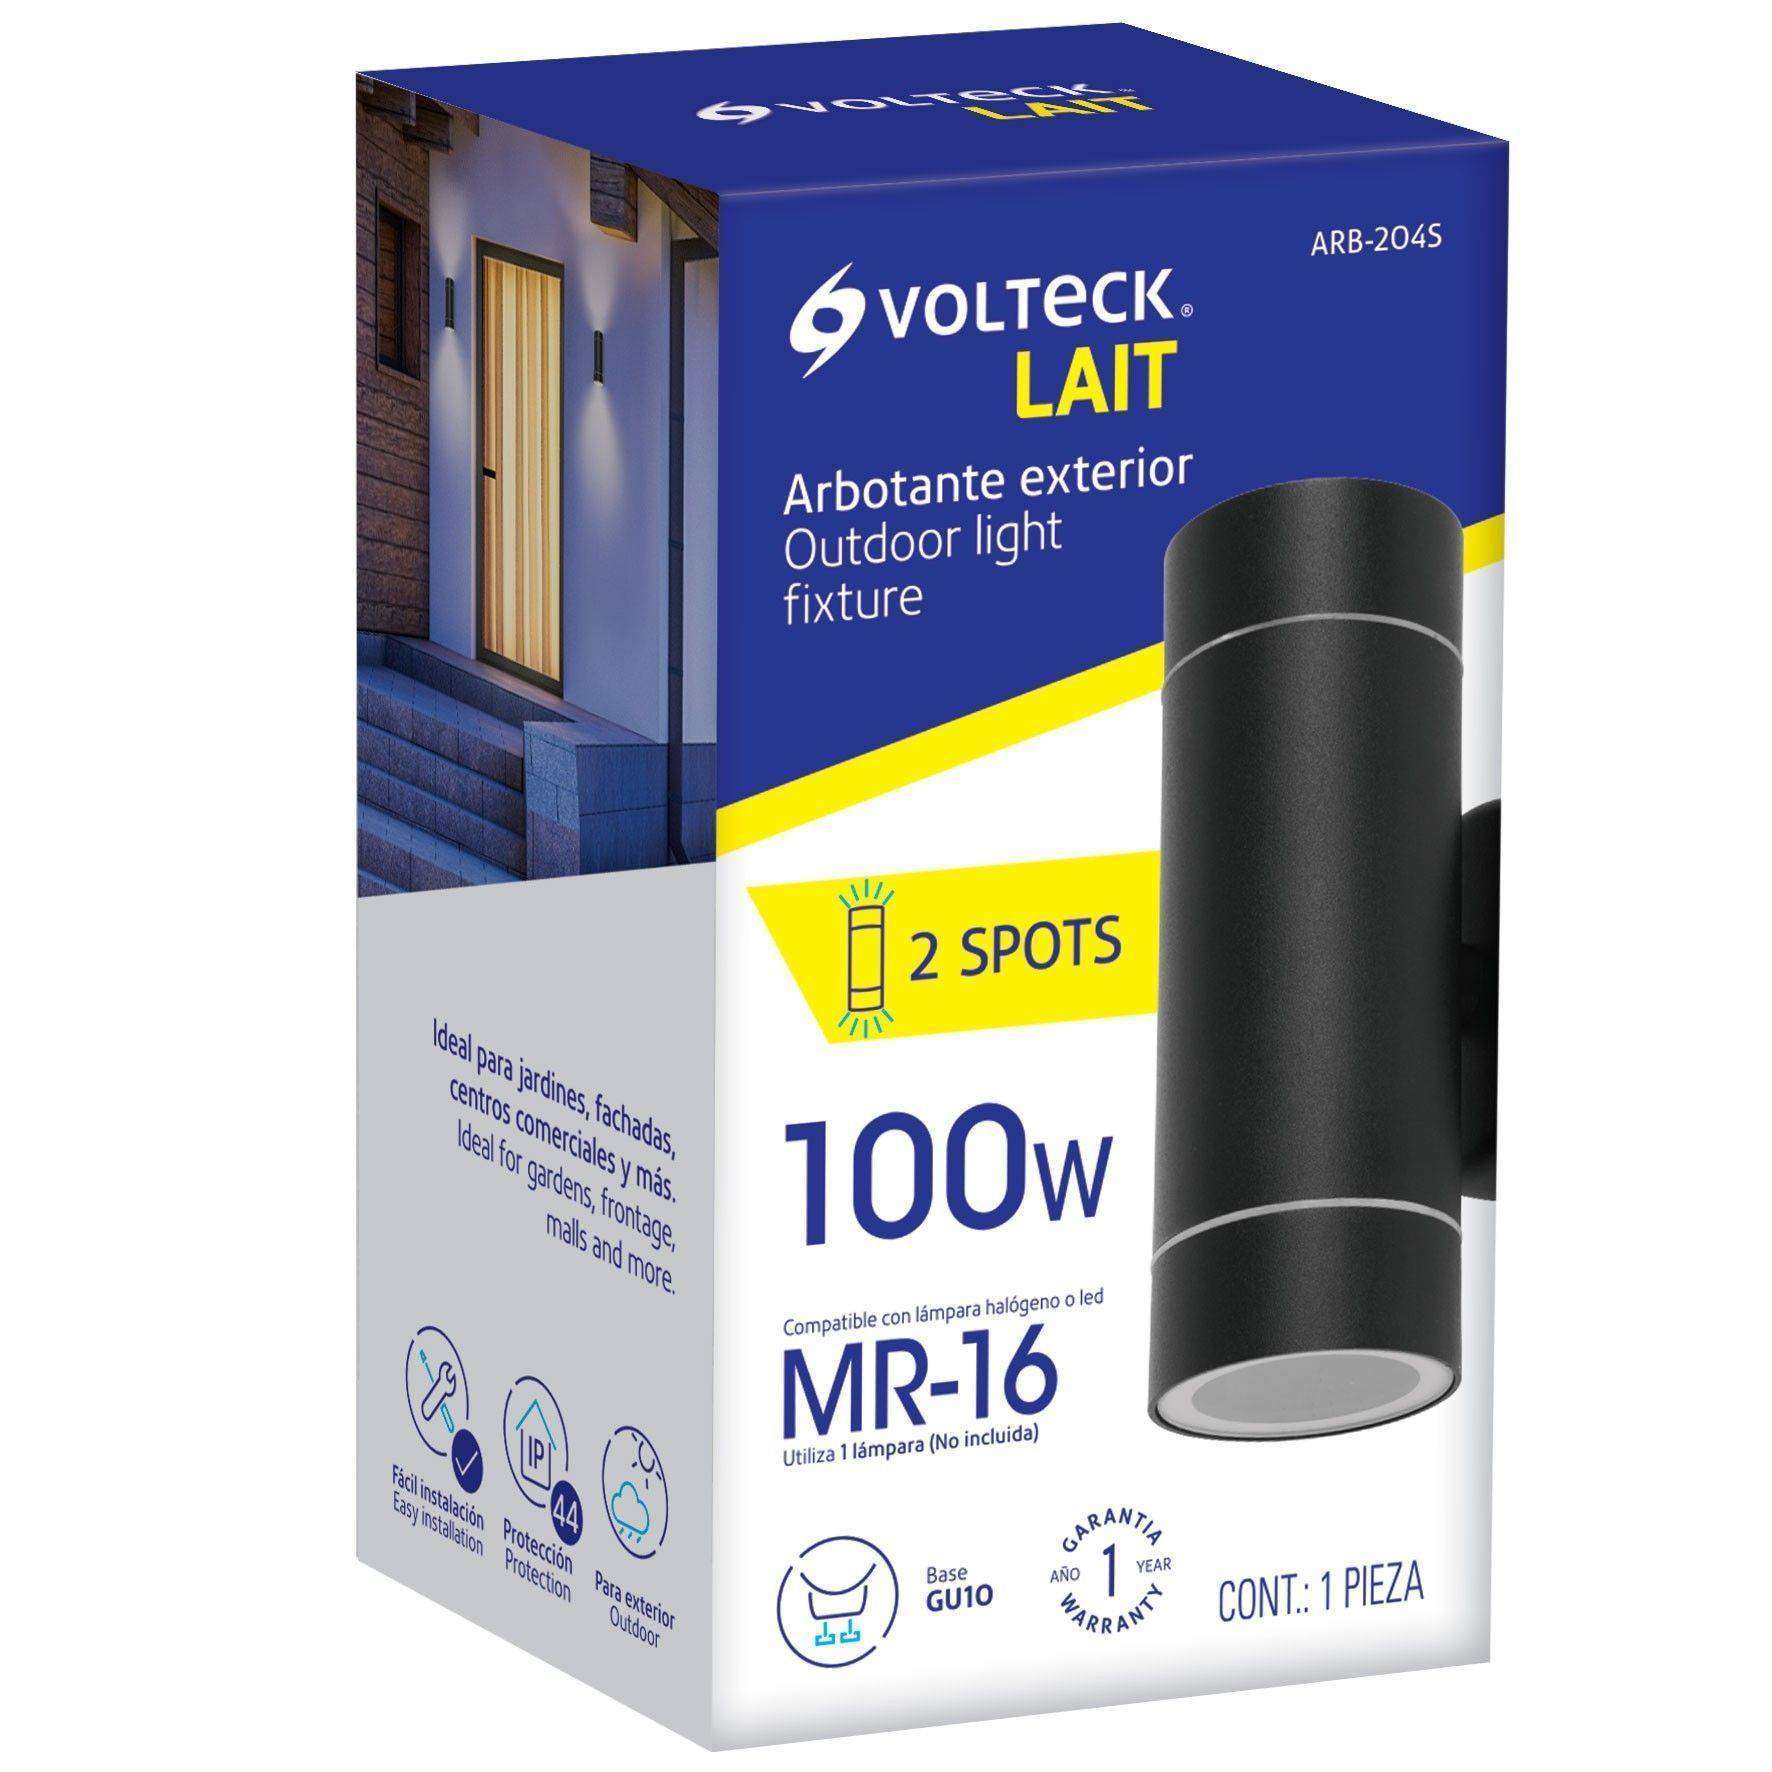 VOLTECK
LAIT
ARB-204S
VOLTECK®
LAIT
Arbotante exterior
Outdoor light
fixture
2 SPOTS
100W
Compatible con lámpara halógeno o led
MR-16
Utiliza 1 lámpara (No incluida)
Base
GU10
GARANTIA
AÑO 1 YEAR
WARRANTY
CONT.: 1 PIEZA
Ideal para jardines, fachadas,
centros comerciales y más.
Ideal for gardens, frontage,
malls and more.
Fácil instalación
Easy installation
IP
44
Protección
Protection
Para exterior
Outdoor